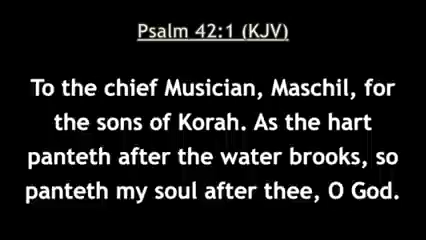 Psalm 42:1 (KJV)
To the chief Musician, Maschil, for
the sons of Korah. As the hart
panteth after the water brooks, so
panteth my soul after thee, O God.